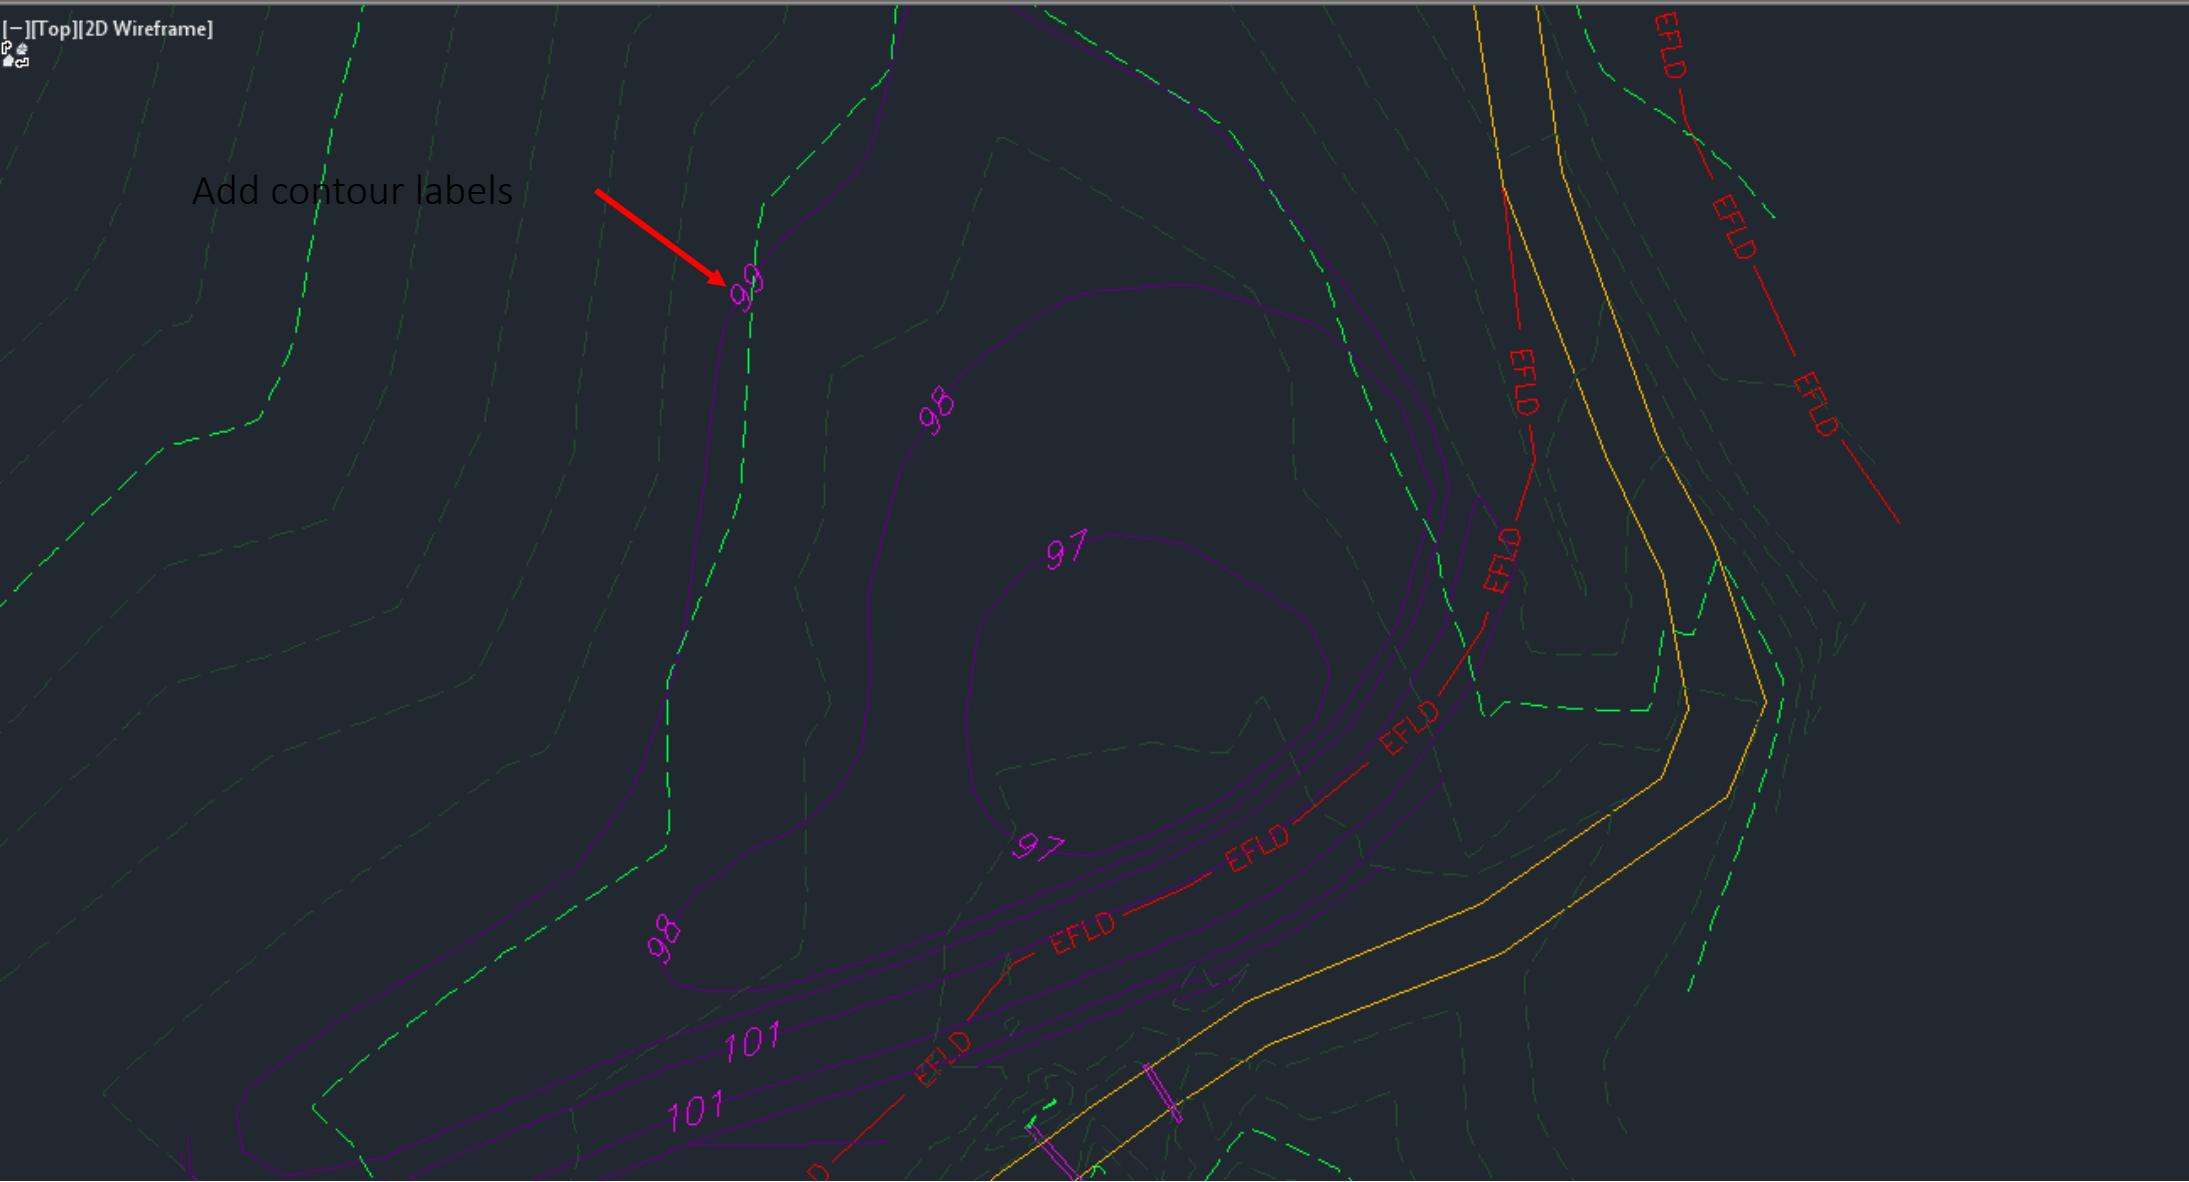 [−][Top][2D Wireframe]
EFLD
Add contour labels
EFLD
99
EFLD
EFLD
98
97
EFLD
EFLD
EFLD
97
EFLD
98
101
EFLD
101
D